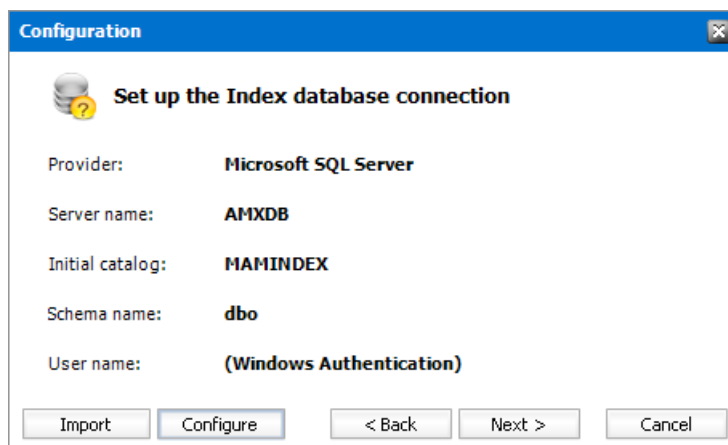 Configuration
Set up the Index database connection
Provider: Microsoft SQL Server
Server name: AMXDB
Initial catalog: MAMINDEX
Schema name: dbo
User name: (Windows Authentication)
Import Configure < Back Next > Cancel